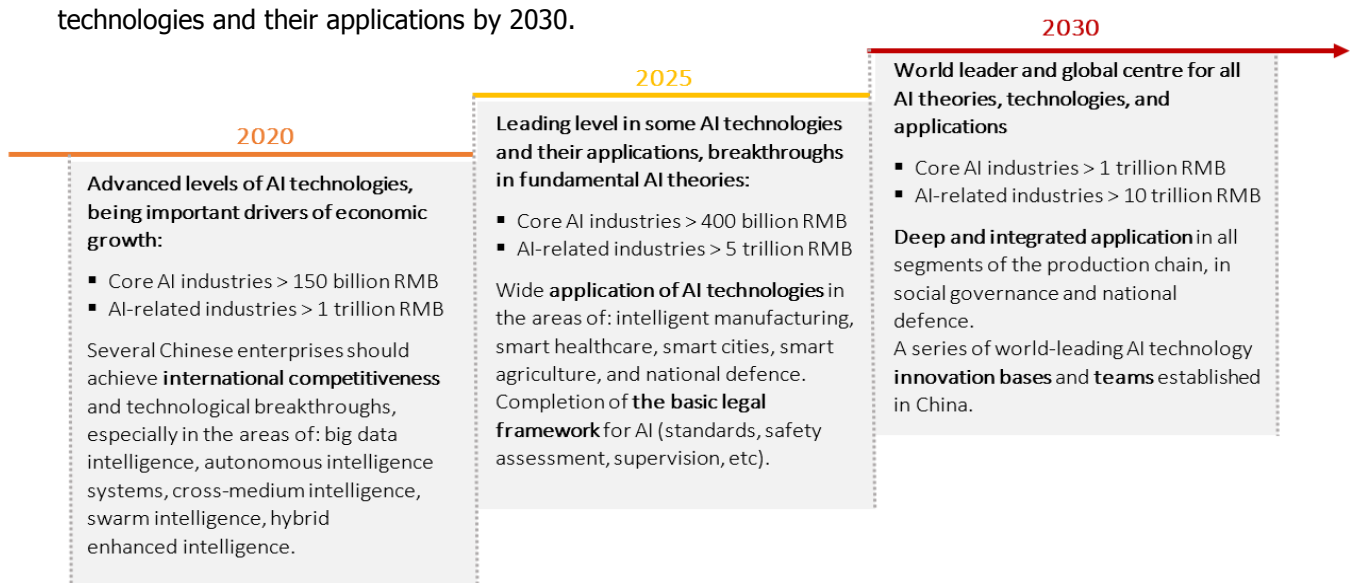 technologies and their applications by 2030.
2020
Advanced levels of AI technologies,
being important drivers of economic
growth:
▪ Core AI industries > 150 billion RMB
▪ AI-related industries > 1 trillion RMB
Several Chinese enterprises should
achieve international competitiveness
and technological breakthroughs,
especially in the areas of: big data
intelligence, autonomous intelligence
systems, cross-medium intelligence,
swarm intelligence, hybrid
enhanced intelligence.
2025
Leading level in some AI technologies
and their applications, breakthroughs
in fundamental AI theories:
▪ Core AI industries > 400 billion RMB
▪ AI-related industries > 5 trillion RMB
Wide application of AI technologies in
the areas of: intelligent manufacturing,
smart healthcare, smart cities, smart
agriculture, and national defence.
Completion of the basic legal
framework for AI (standards, safety
assessment, supervision, etc).
2030
World leader and global centre for all
AI theories, technologies, and
applications
▪ Core AI industries > 1 trillion RMB
▪ AI-related industries > 10 trillion RMB
Deep and integrated application in all
segments of the production chain, in
social governance and national
defence.
A series of world-leading AI technology
innovation bases and teams established
in China.